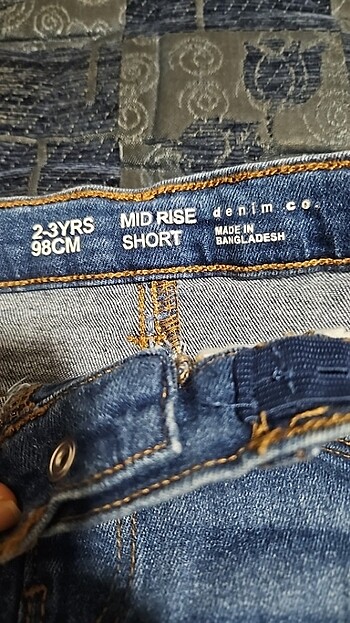 2-3YRS
98CM
MID RISE
SHORT
denim co.
MADE IN
BANGLADESH